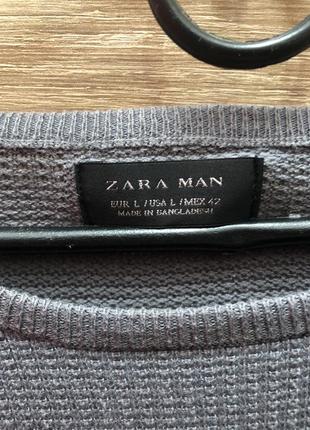 ZARA MAN
EUR L / USA L / MEX 42
MADE IN BANGLADESH